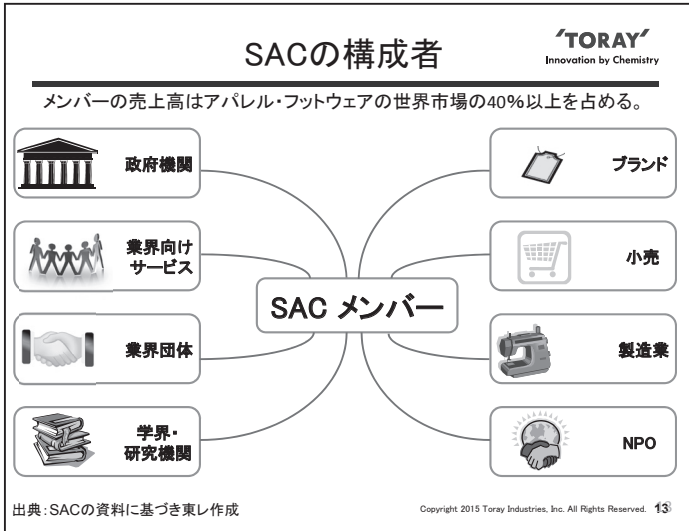 SACの構成者
'TORAY'
Innovation by Chemistry
メンバーの売上高はアパレル・フットウェアの世界市場の40%以上を占める。
政府機関
業界向け
サービス
業界団体
学界・
研究機関
SAC メンバー
ブランド
小売
製造業
NPO
出典:SACの資料に基づき東レ作成
Copyright 2015 Toray Industries, Inc. All Rights Reserved.
13